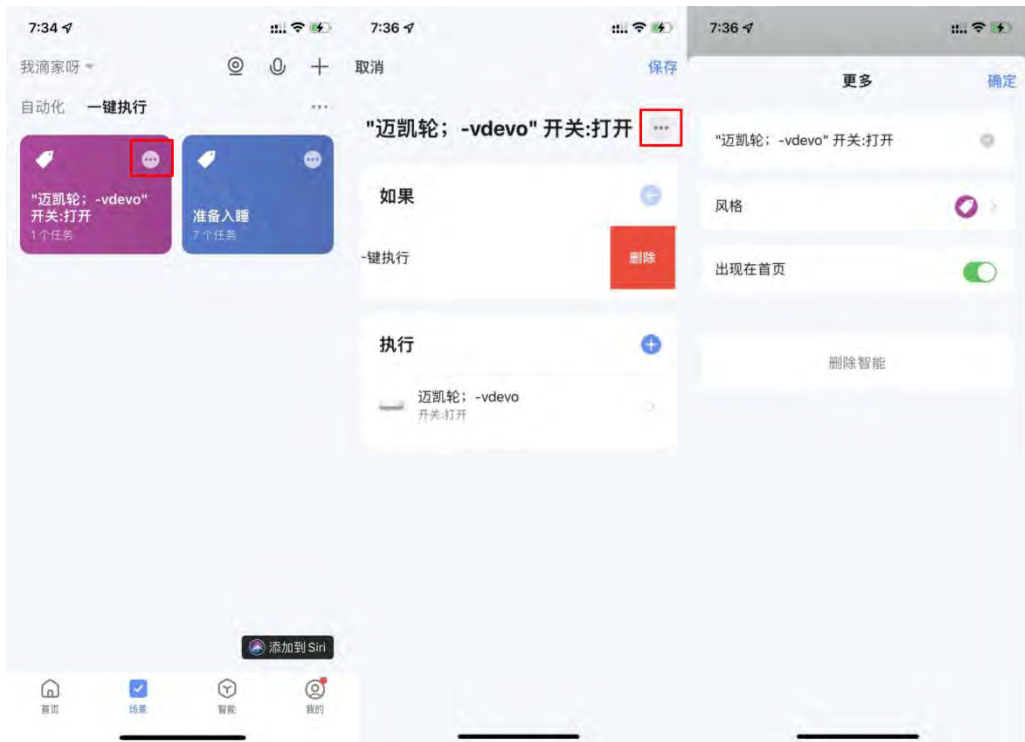 7:34
我滴家呀
自动化 一键执行
"迈凯轮；-vdevo"
开关:打开
1个任务
准备入睡
7个任务
添加到 Siri
首页
场景
智能
我的
7:36
取消
保存
"迈凯轮；-vdevo" 开关:打开
如果
-键执行
删除
执行
迈凯轮；-vdevo
开关:打开
7:36
更多
确定
"迈凯轮；-vdevo" 开关:打开
风格
出现在首页
删除智能